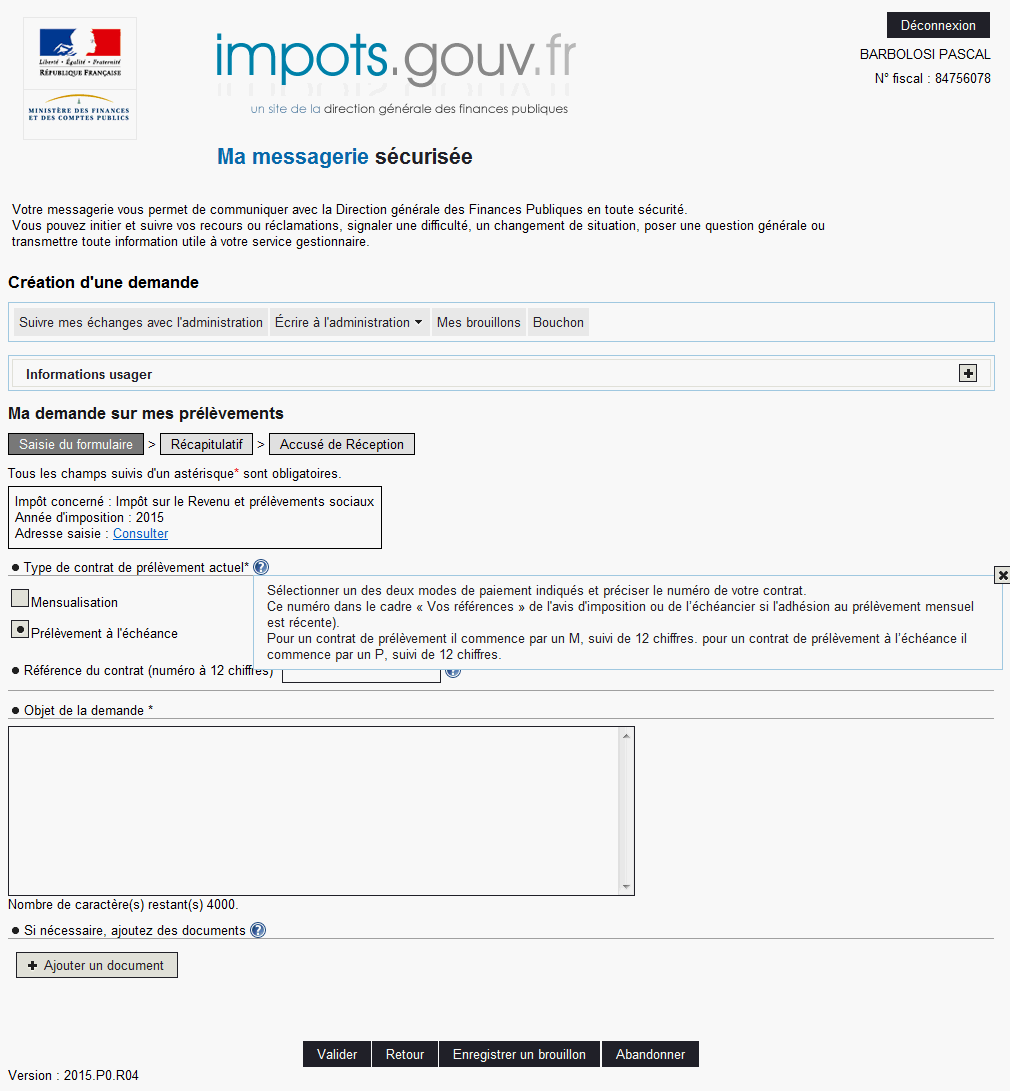 Déconnexion
Liberté • Égalité • Fraternité
RÉPUBLIQUE FRANÇAISE
MINISTÈRE DES FINANCES
ET DES COMPTES PUBLICS
impots.gouv.fr
un site de la direction générale des finances publiques
BARBOLOSI PASCAL
N° fiscal : 84756078
Ma messagerie sécurisée
Votre messagerie vous permet de communiquer avec la Direction générale des Finances Publiques en toute sécurité.
Vous pouvez initier et suivre vos recours ou réclamations, signaler une difficulté, un changement de situation, poser une question générale ou
transmettre toute information utile à votre service gestionnaire.
Création d'une demande
Suivre mes échanges avec l'administration Écrire à l'administration Mes brouillons Bouchon
Informations usager
Ma demande sur mes prélèvements
Saisie du formulaire > Récapitulatif > Accusé de Réception
Tous les champs suivis d'un astérisque* sont obligatoires.
Impôt concerné : Impôt sur le Revenu et prélèvements sociaux
Année d'imposition : 2015
Adresse saisie : Consulter
• Type de contrat de prélèvement actuel* ?
Mensualisation
Prélèvement à l'échéance
Sélectionner un des deux modes de paiement indiqués et préciser le numéro de votre contrat.
Ce numéro dans le cadre « Vos références » de l'avis d'imposition ou de l'échéancier si l'adhésion au prélèvement mensuel
est récente).
Pour un contrat de prélèvement il commence par un M, suivi de 12 chiffres. pour un contrat de prélèvement à l'échéance il
commence par un P, suivi de 12 chiffres.
• Référence du contrat (numéro à 12 chiffres)
• Objet de la demande *
Nombre de caractère(s) restant(s) 4000.
• Si nécessaire, ajoutez des documents ?
+ Ajouter un document
Valider Retour Enregistrer un brouillon Abandonner
Version : 2015.P0.R04